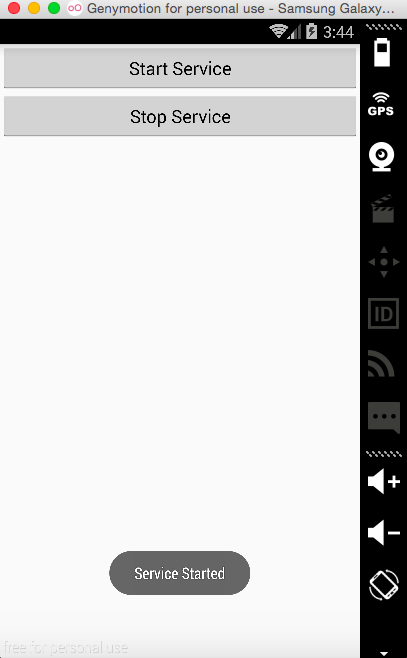 Genymotion for personal use - Samsung Galaxy...
3:44
Start Service
GPS
Stop Service
ID
Service Started
free for personal use